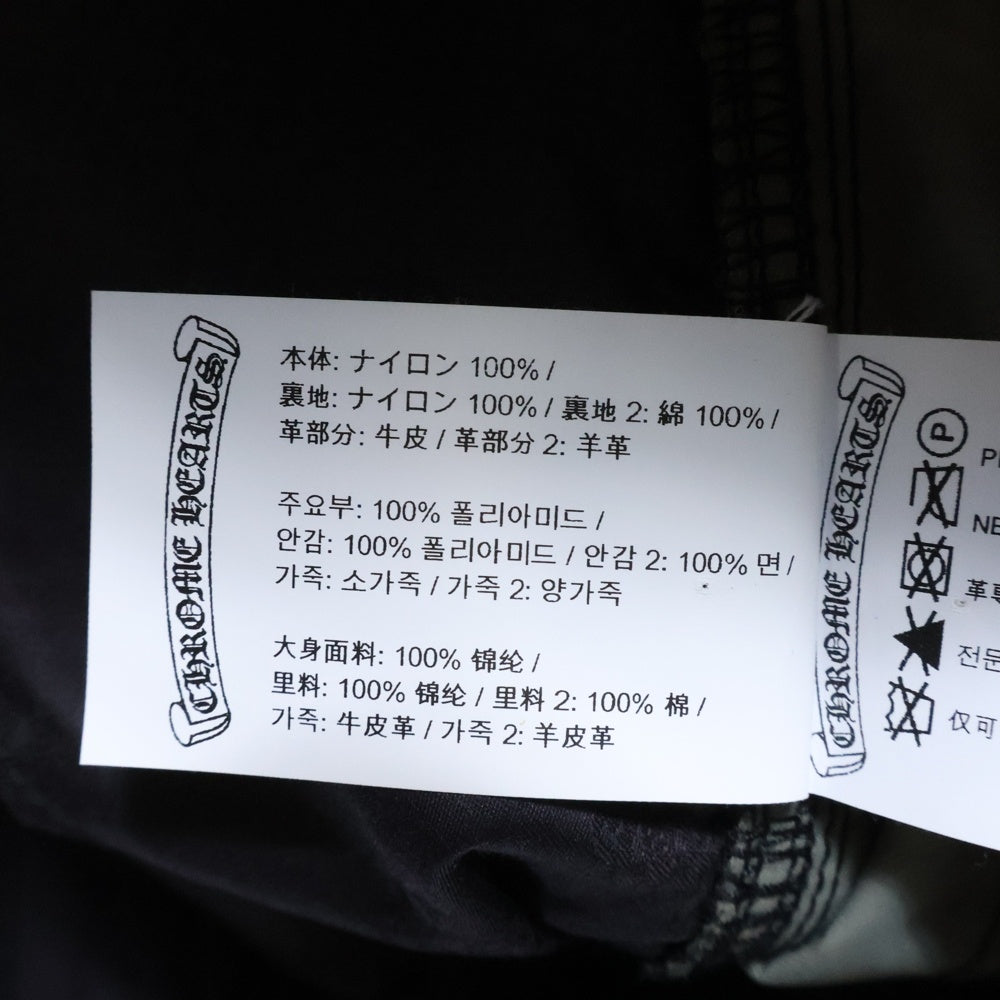 CHROME HEARTS
本体: ナイロン 100% /
裏地: ナイロン 100% / 裏地 2: 綿 100% /
革部分: 牛皮 / 革部分 2: 羊革
주요부: 100% 폴리아미드 /
안감: 100% 폴리아미드 / 안감 2: 100% 면 /
가죽: 소가죽 / 가죽 2: 양가죽
大身面料: 100% 锦纶 /
里料: 100% 锦纶 / 里料 2: 100% 棉 /
가죽: 牛皮革 / 가죽 2: 羊皮革
CHROME HEARTS
P
NE
革専
전문
仅可